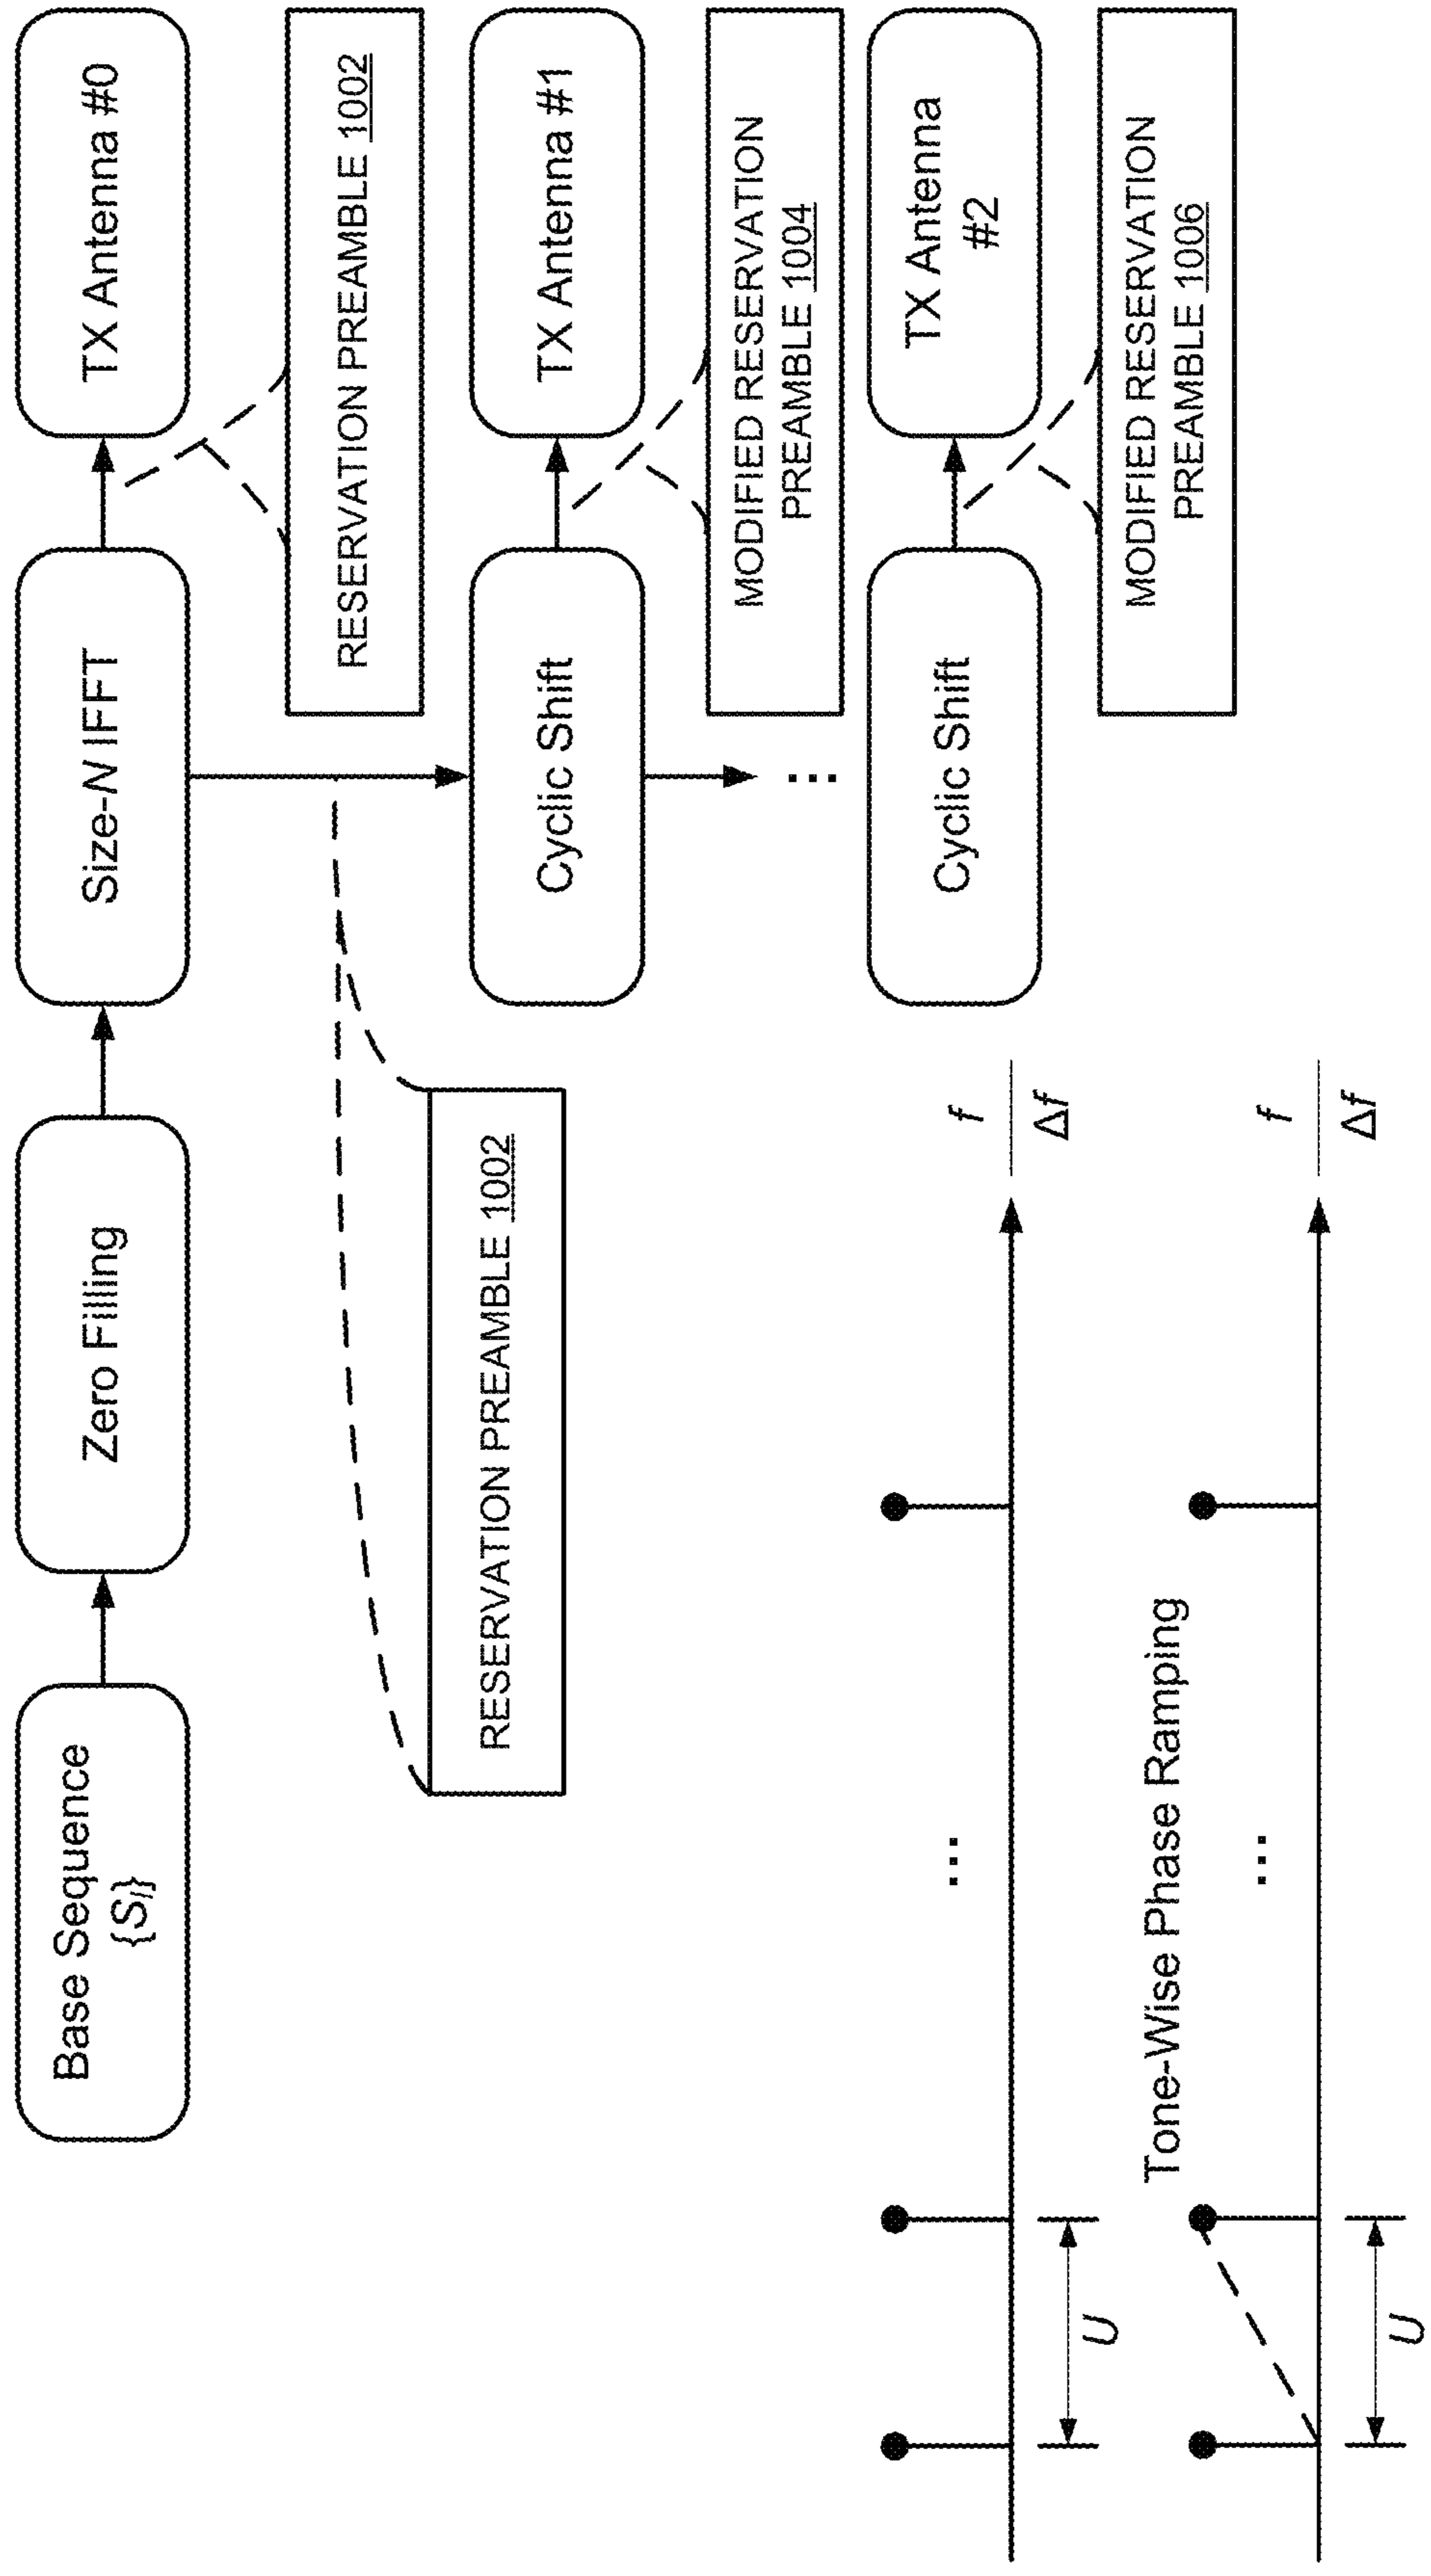 Base Sequence
{Sₗ}
Zero Filling
Size-N IFFT
TX Antenna #0
RESERVATION PREAMBLE 1002
RESERVATION PREAMBLE 1002
Cyclic Shift
TX Antenna #1
MODIFIED RESERVATION
PREAMBLE 1004
...
Cyclic Shift
TX Antenna
#2
MODIFIED RESERVATION
PREAMBLE 1006
...
f
Δf
U
Tone-Wise Phase Ramping
...
f
Δf
U